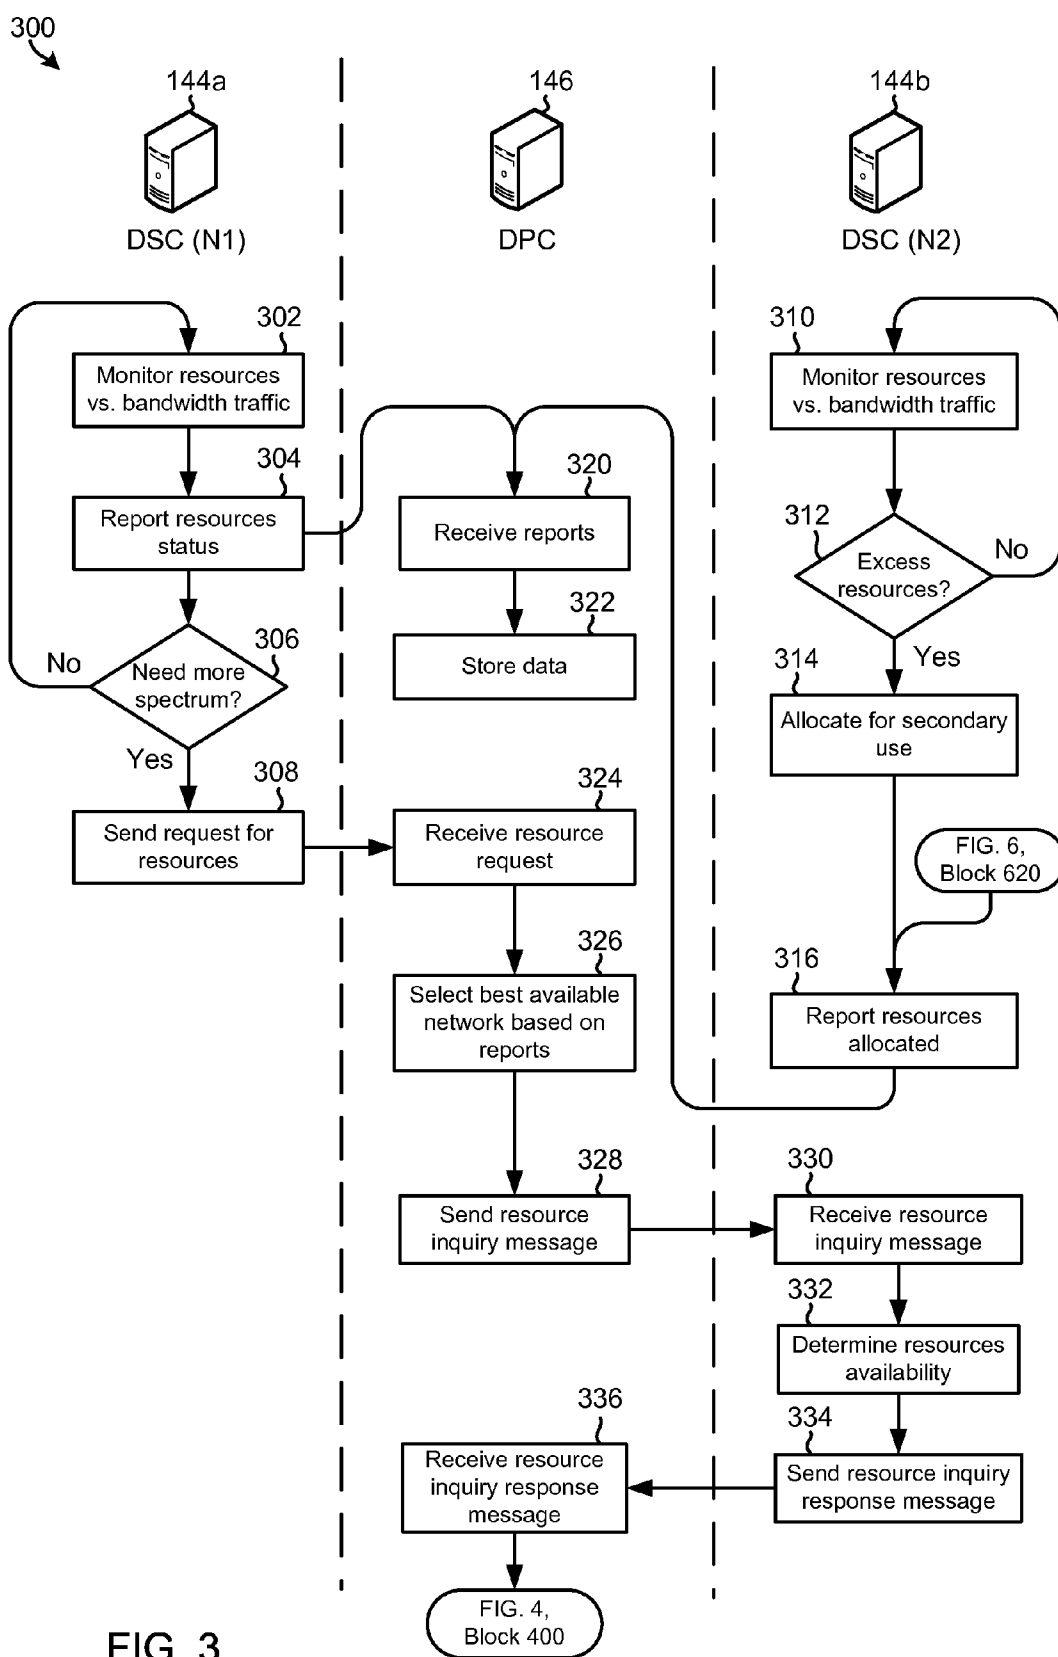 300
144a
146
144b
DSC (N1)
DPC
DSC (N2)
302
Monitor resources
vs. bandwidth traffic
304
Report resources
status
306
Need more
spectrum?
No
Yes
308
Send request for
resources
320
Receive reports
322
Store data
324
Receive resource
request
326
Select best available
network based on
reports
328
Send resource
inquiry message
336
Receive resource
inquiry response
message
FIG. 4,
Block 400
310
Monitor resources
vs. bandwidth traffic
312
Excess
resources?
No
Yes
314
Allocate for secondary
use
FIG. 6,
Block 620
316
Report resources
allocated
330
Receive resource
inquiry message
332
Determine resources
availability
334
Send resource inquiry
response message
FIG. 3